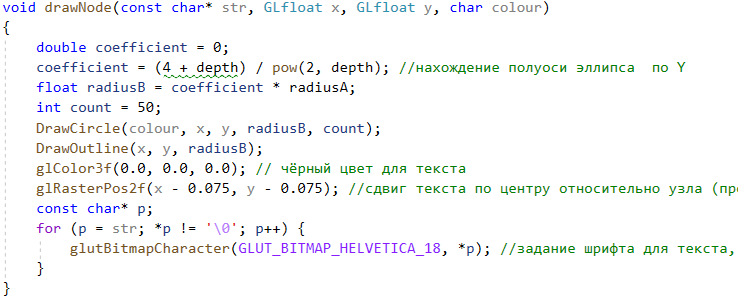 void drawNode(const char* str, GLfloat x, GLfloat y, char colour)
{
    double coefficient = 0;
    coefficient = (4 + depth) / pow(2, depth); //нахождение полуоси эллипса  по Y
    float radiusB = coefficient * radiusA;
    int count = 50;
    DrawCircle(colour, x, y, radiusB, count);
    DrawOutline(x, y, radiusB);
    glColor3f(0.0, 0.0, 0.0); // чёрный цвет для текста
    glRasterPos2f(x - 0.075, y - 0.075); //сдвиг текста по центру относительно узла
    const char* p;
    for (p = str; *p != '\0'; p++) {
        glutBitmapCharacter(GLUT_BITMAP_HELVETICA_18, *p); //задание шрифта для текста,
    }
}